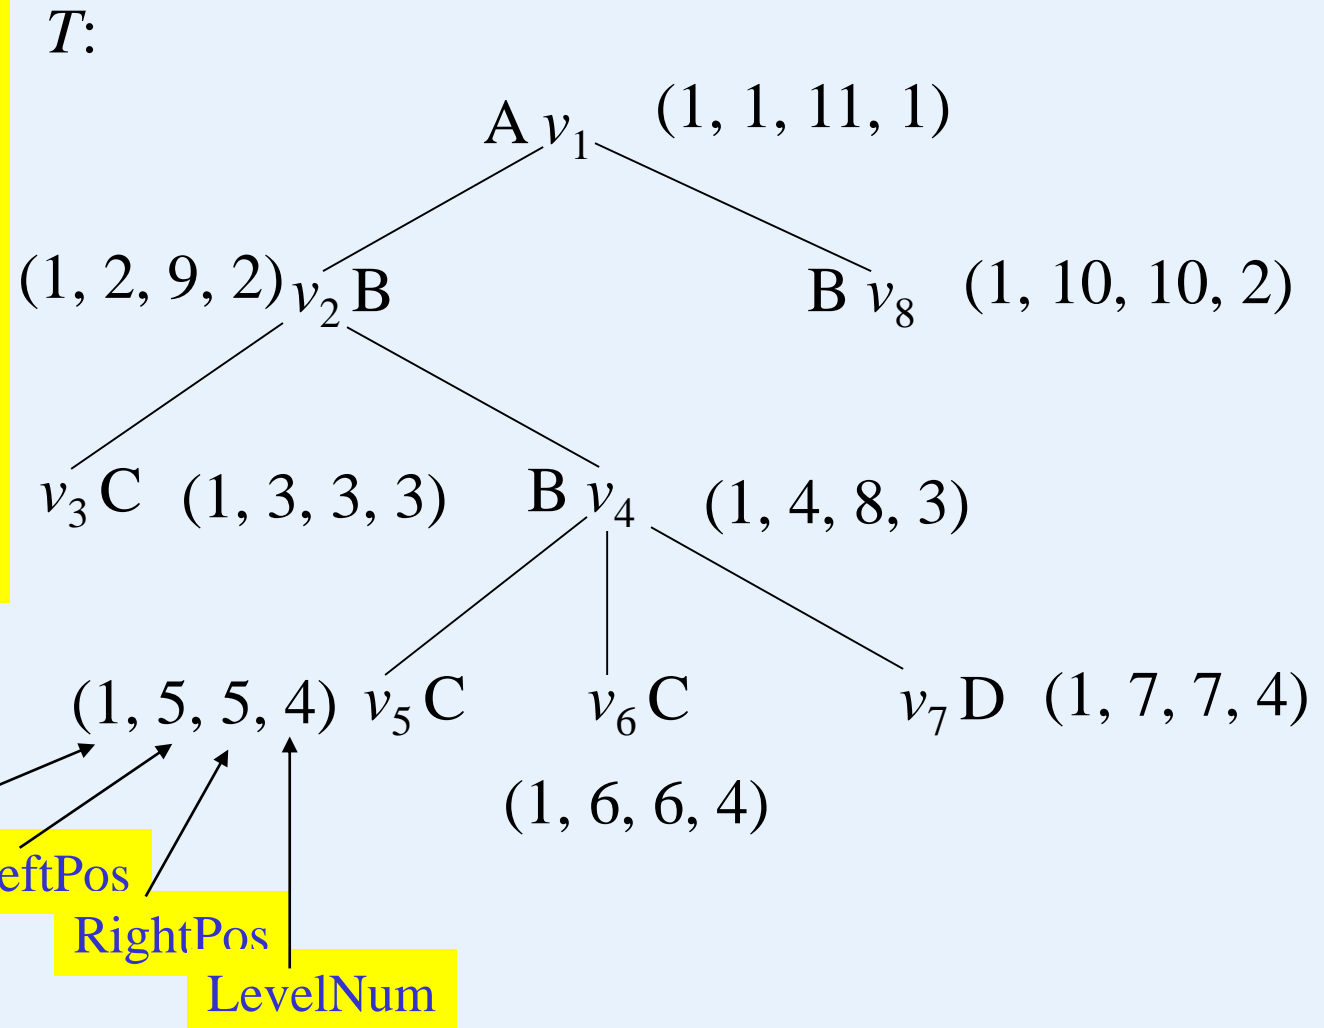 T:
A v1 (1, 1, 11, 1)
(1, 2, 9, 2) v2 B B v8 (1, 10, 10, 2)
v3 C (1, 3, 3, 3) B v4 (1, 4, 8, 3)
(1, 5, 5, 4) v5 C v6 C v7 D (1, 7, 7, 4)
(1, 6, 6, 4)
eftPos
RightPos
LevelNum